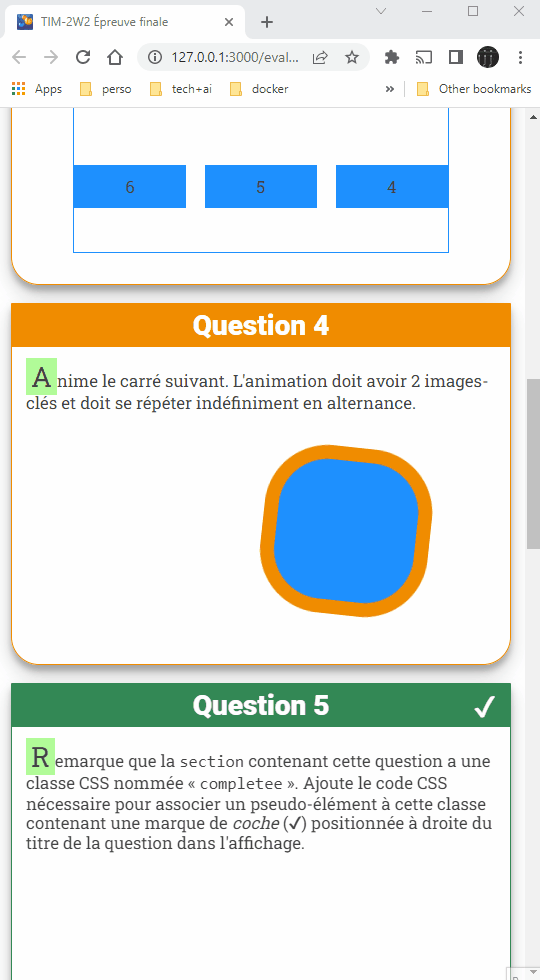 TIM-2W2 Épreuve finale
127.0.0.1:3000/eval...
Apps perso tech+ai docker » Other bookmarks
6 5 4
Question 4
Anime le carré suivant. L'animation doit avoir 2 images-
clés et doit se répéter indéfiniment en alternance.
Question 5 ✓
Remarque que la section contenant cette question a une
classe CSS nommée « completee ». Ajoute le code CSS
nécessaire pour associer un pseudo-élément à cette classe
contenant une marque de coche (✓) positionnée à droite du
titre de la question dans l'affichage.